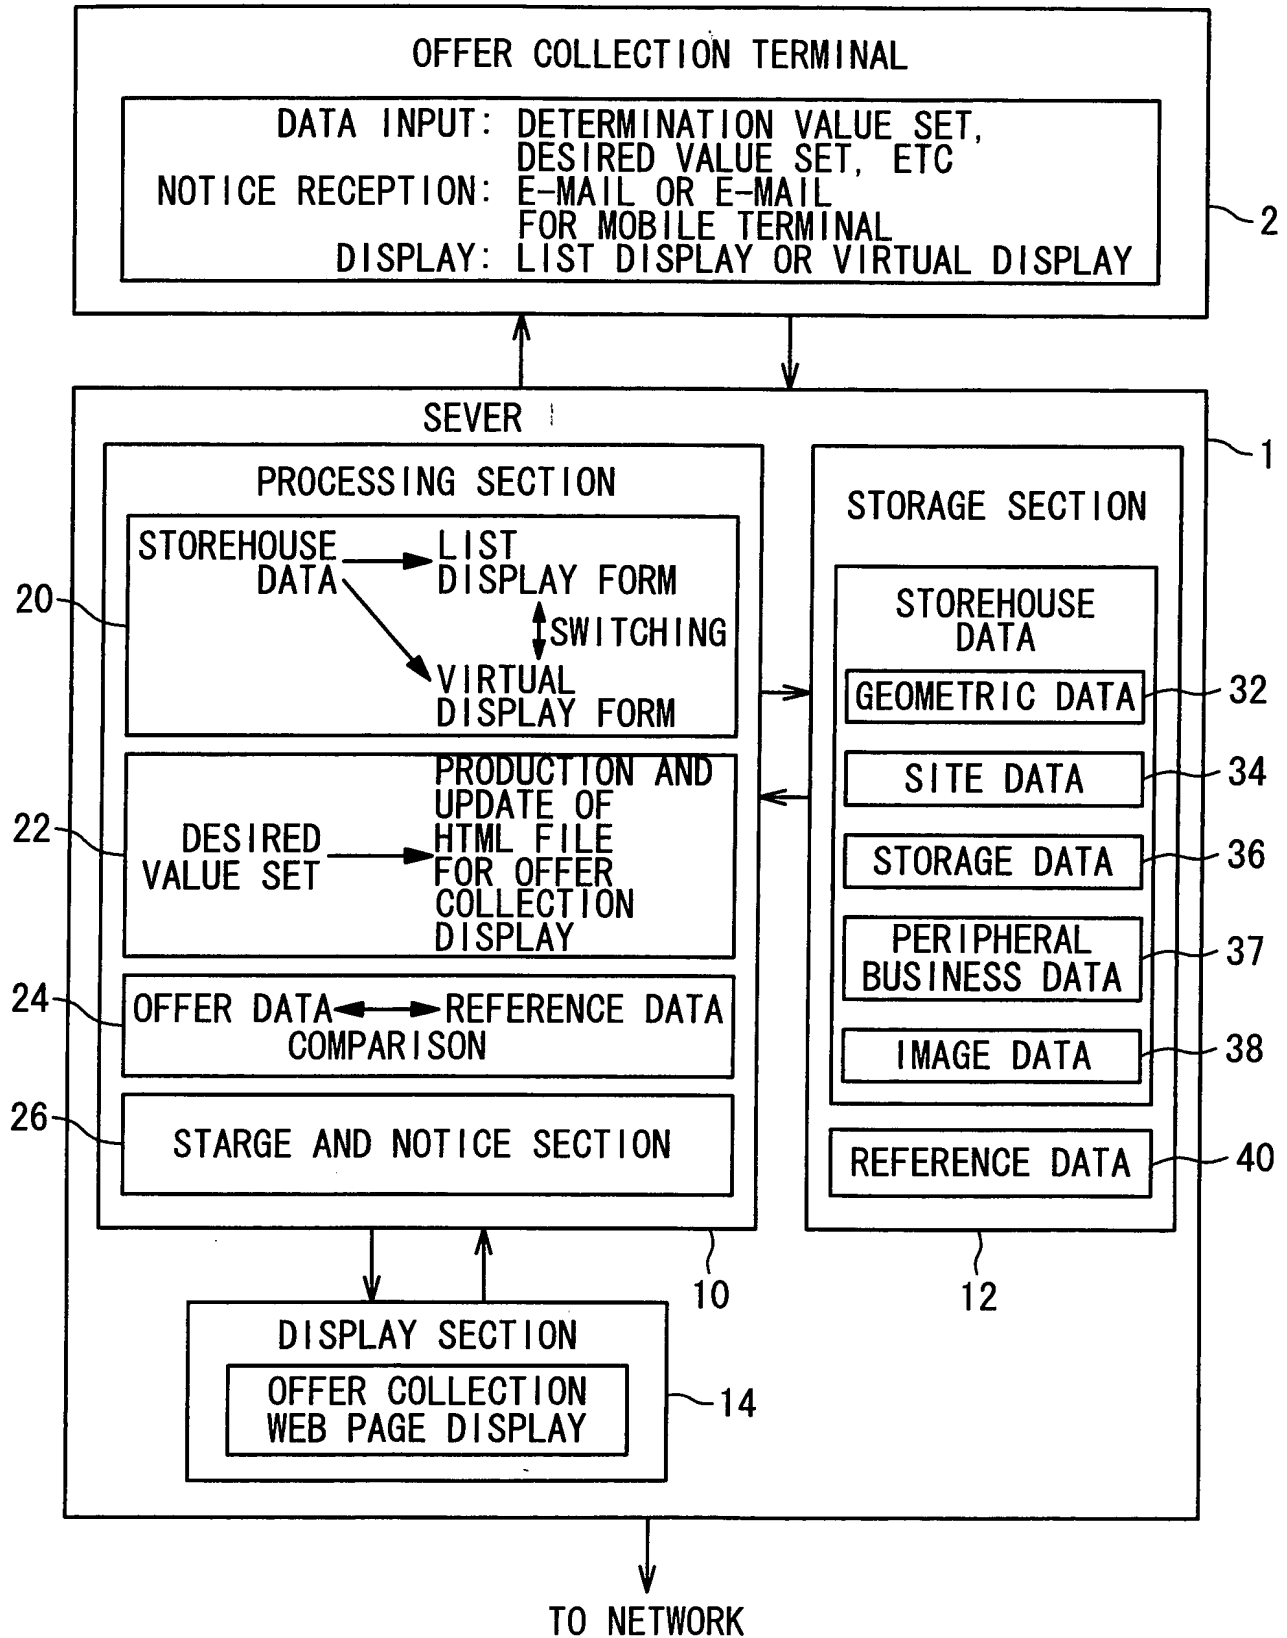 OFFER COLLECTION TERMINAL
DATA INPUT: DETERMINATION VALUE SET,
DESIRED VALUE SET, ETC
NOTICE RECEPTION: E-MAIL OR E-MAIL
FOR MOBILE TERMINAL
DISPLAY: LIST DISPLAY OR VIRTUAL DISPLAY
2
SEVER
1
PROCESSING SECTION
STOREHOUSE
DATA
LIST
DISPLAY FORM
SWITCHING
VIRTUAL
DISPLAY FORM
20
DESIRED
VALUE SET
PRODUCTION AND
UPDATE OF
HTML FILE
FOR OFFER
COLLECTION
DISPLAY
22
OFFER DATA
REFERENCE DATA
COMPARISON
24
STARGE AND NOTICE SECTION
26
10
STORAGE SECTION
STOREHOUSE
DATA
GEOMETRIC DATA
32
SITE DATA
34
STORAGE DATA
36
PERIPHERAL
BUSINESS DATA
37
IMAGE DATA
38
REFERENCE DATA
40
12
DISPLAY SECTION
OFFER COLLECTION
WEB PAGE DISPLAY
14
TO NETWORK